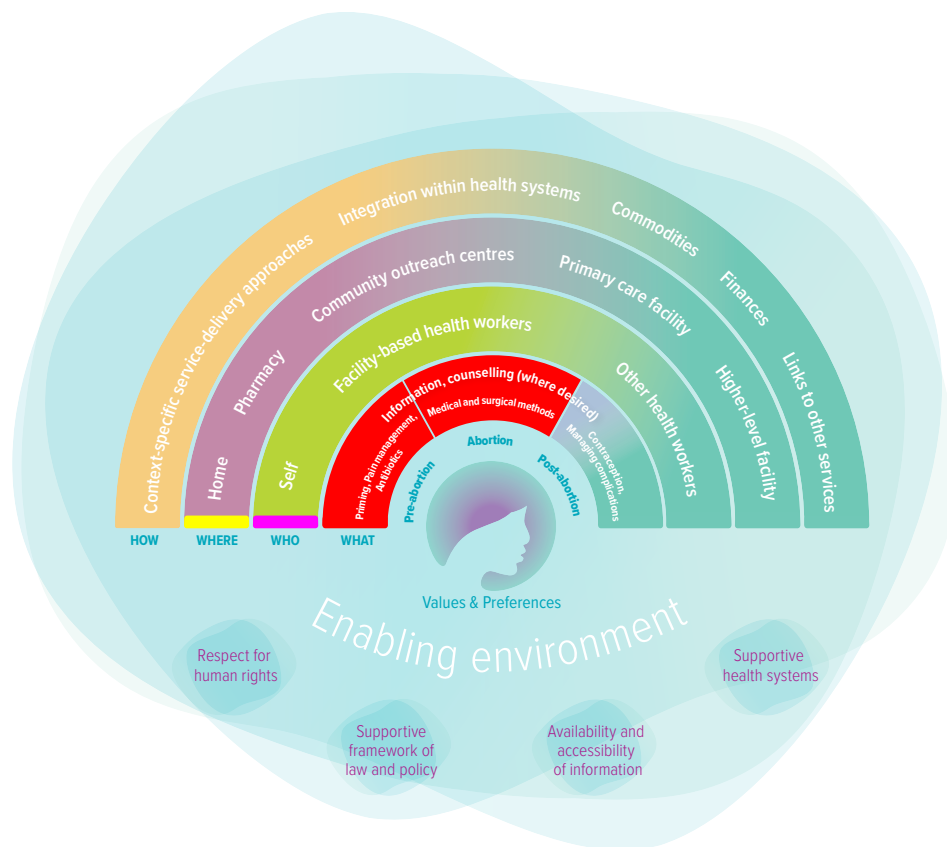 Context-specific service-delivery approaches
Integration within health systems
Commodities
Finances
Links to other services
Home
Pharmacy
Community outreach centres
Primary care facility
Higher-level facility
Self
Facility-based health workers
Other health workers
Information, counselling (where desired)
Priming, Pain management,
Antibiotics
Medical and surgical methods
Contraception,
Managing complications
Pre-abortion
Abortion
Post-abortion
HOW
WHERE
WHO
WHAT
Values & Preferences
Enabling environment
Respect for
human rights
Supportive
framework of
law and policy
Availability and
accessibility
of information
Supportive
health systems